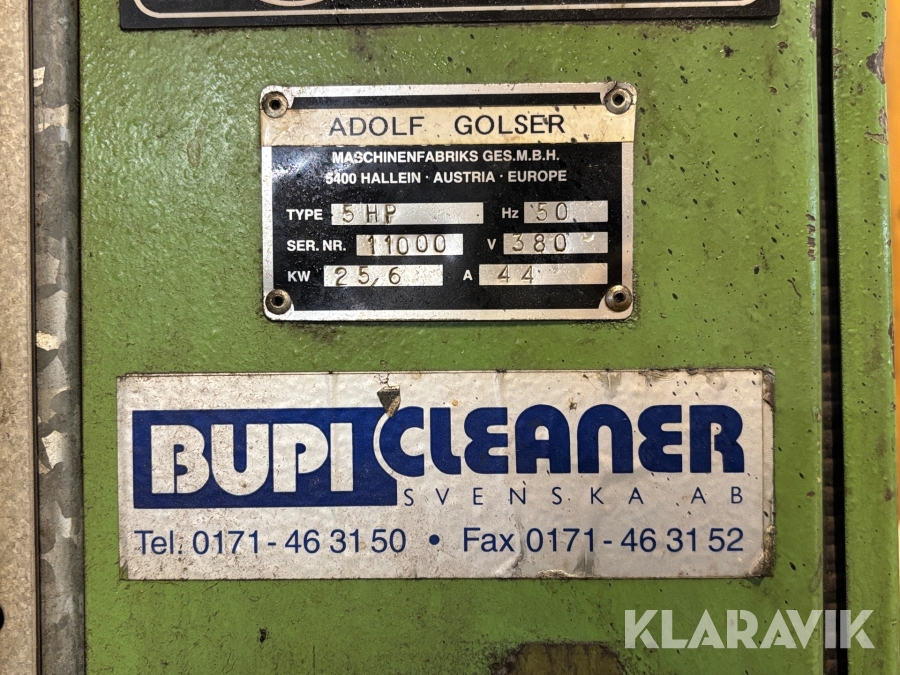 ADOLF GOLSER
MASCHINENFABRIKS GES.M.B.H.
5400 HALLEIN · AUSTRIA · EUROPE
TYPE 5 HP Hz 50
SER. NR. 11000 V 380
KW 25,6 A 44
BUPI CLEANER
SVENSKA AB
Tel. 0171 - 46 31 50 • Fax 0171 - 46 31 52
KLARAVIK